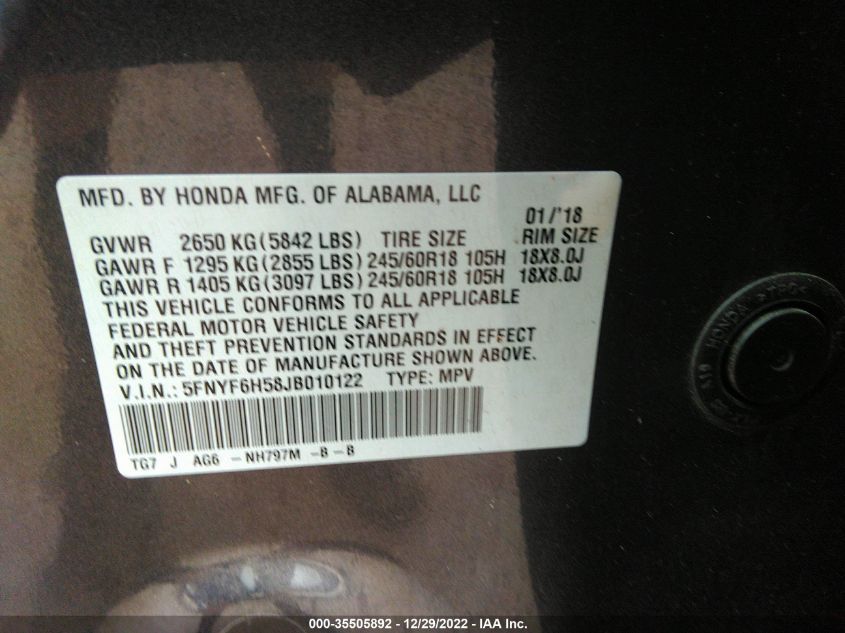 MFD. BY HONDA MFG. OF ALABAMA, LLC
01/'18
GVWR 2650 KG (5842 LBS) TIRE SIZE RIM SIZE
GAWR F 1295 KG (2855 LBS) 245/60R18 105H 18X8.0J
GAWR R 1405 KG (3097 LBS) 245/60R18 105H 18X8.0J
THIS VEHICLE CONFORMS TO ALL APPLICABLE
FEDERAL MOTOR VEHICLE SAFETY
AND THEFT PREVENTION STANDARDS IN EFFECT
ON THE DATE OF MANUFACTURE SHOWN ABOVE.
V.I.N.: 5FNYF6H58JB010122 TYPE: MPV
TG7 J AG6 -NH797M -B -B
HONDA
000-35505892 - 12/29/2022 - IAA Inc.